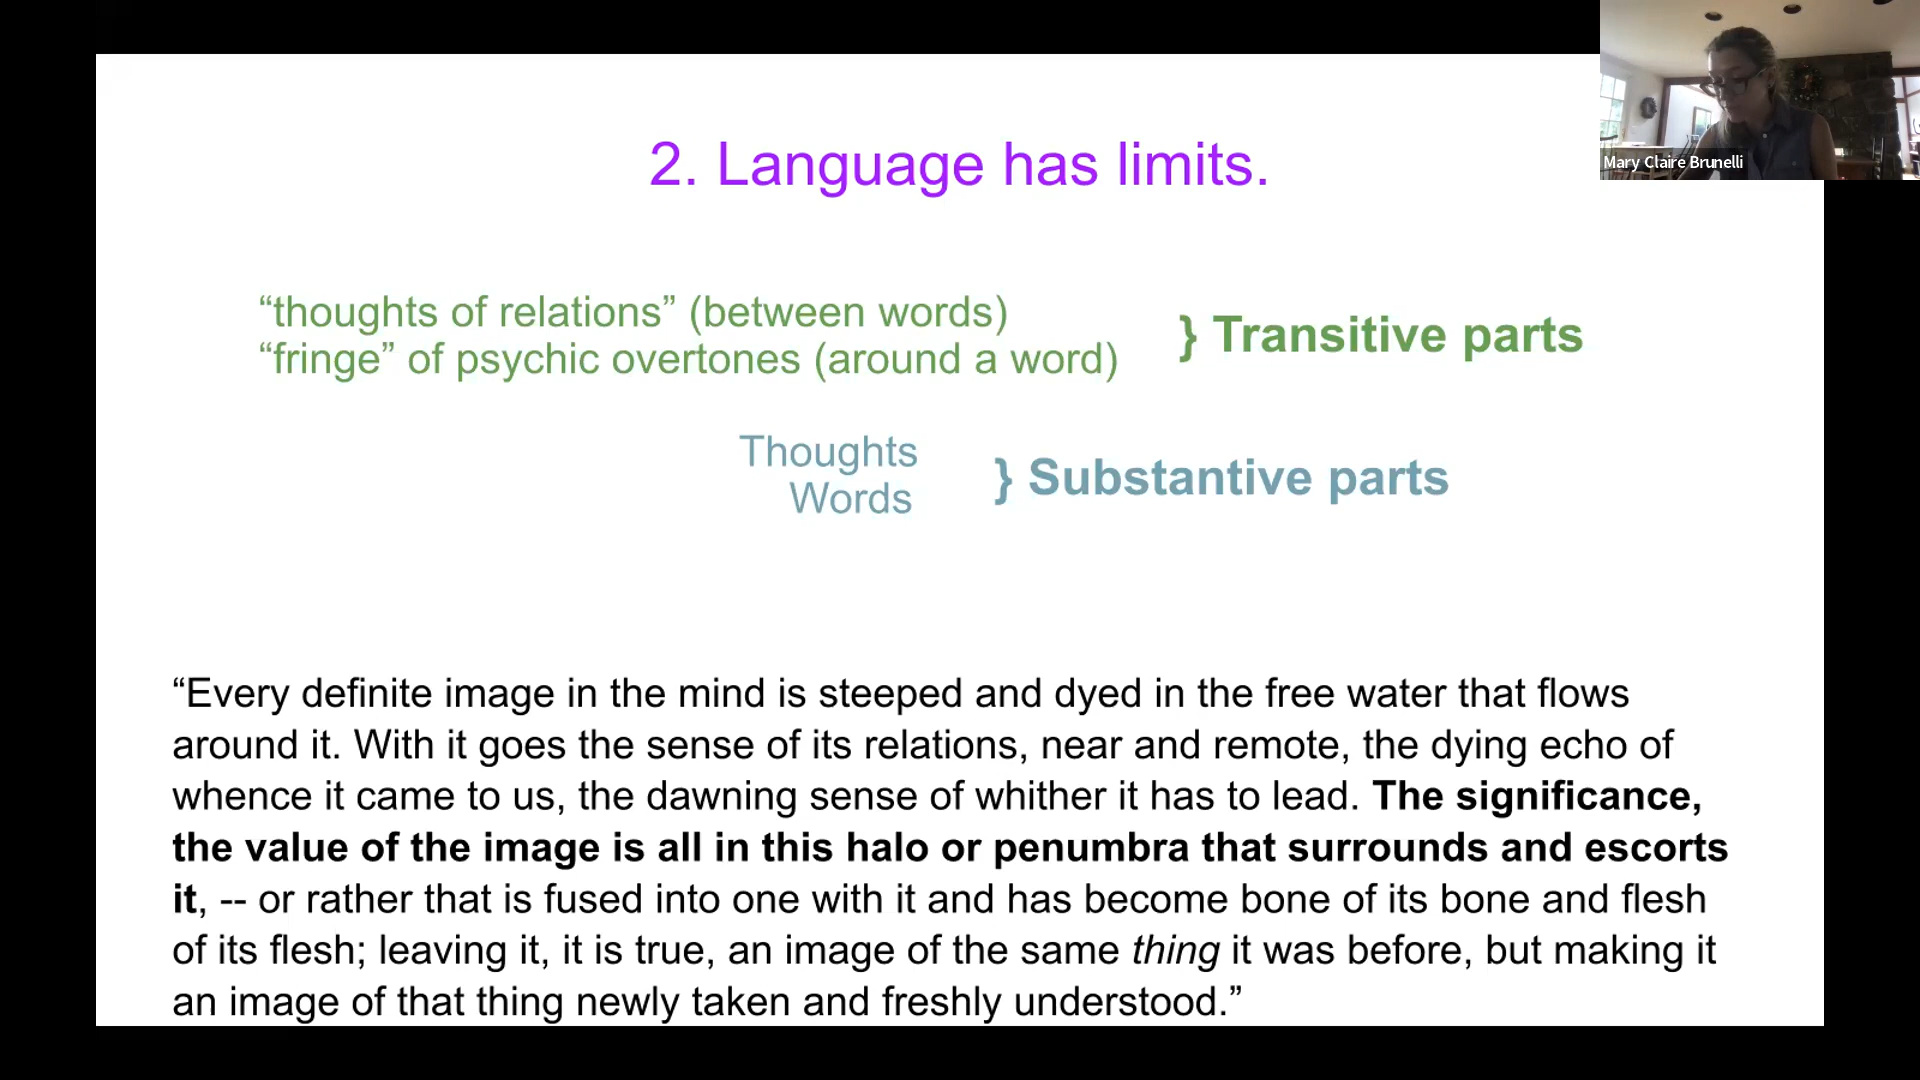 2. Language has limits.
Mary Claire Brunelli
“thoughts of relations” (between words)
“fringe” of psychic overtones (around a word)
} Transitive parts
Thoughts
Words
} Substantive parts
“Every definite image in the mind is steeped and dyed in the free water that flows
around it. With it goes the sense of its relations, near and remote, the dying echo of
whence it came to us, the dawning sense of whither it has to lead. The significance,
the value of the image is all in this halo or penumbra that surrounds and escorts
it, -- or rather that is fused into one with it and has become bone of its bone and flesh
of its flesh; leaving it, it is true, an image of the same thing it was before, but making it
an image of that thing newly taken and freshly understood.”